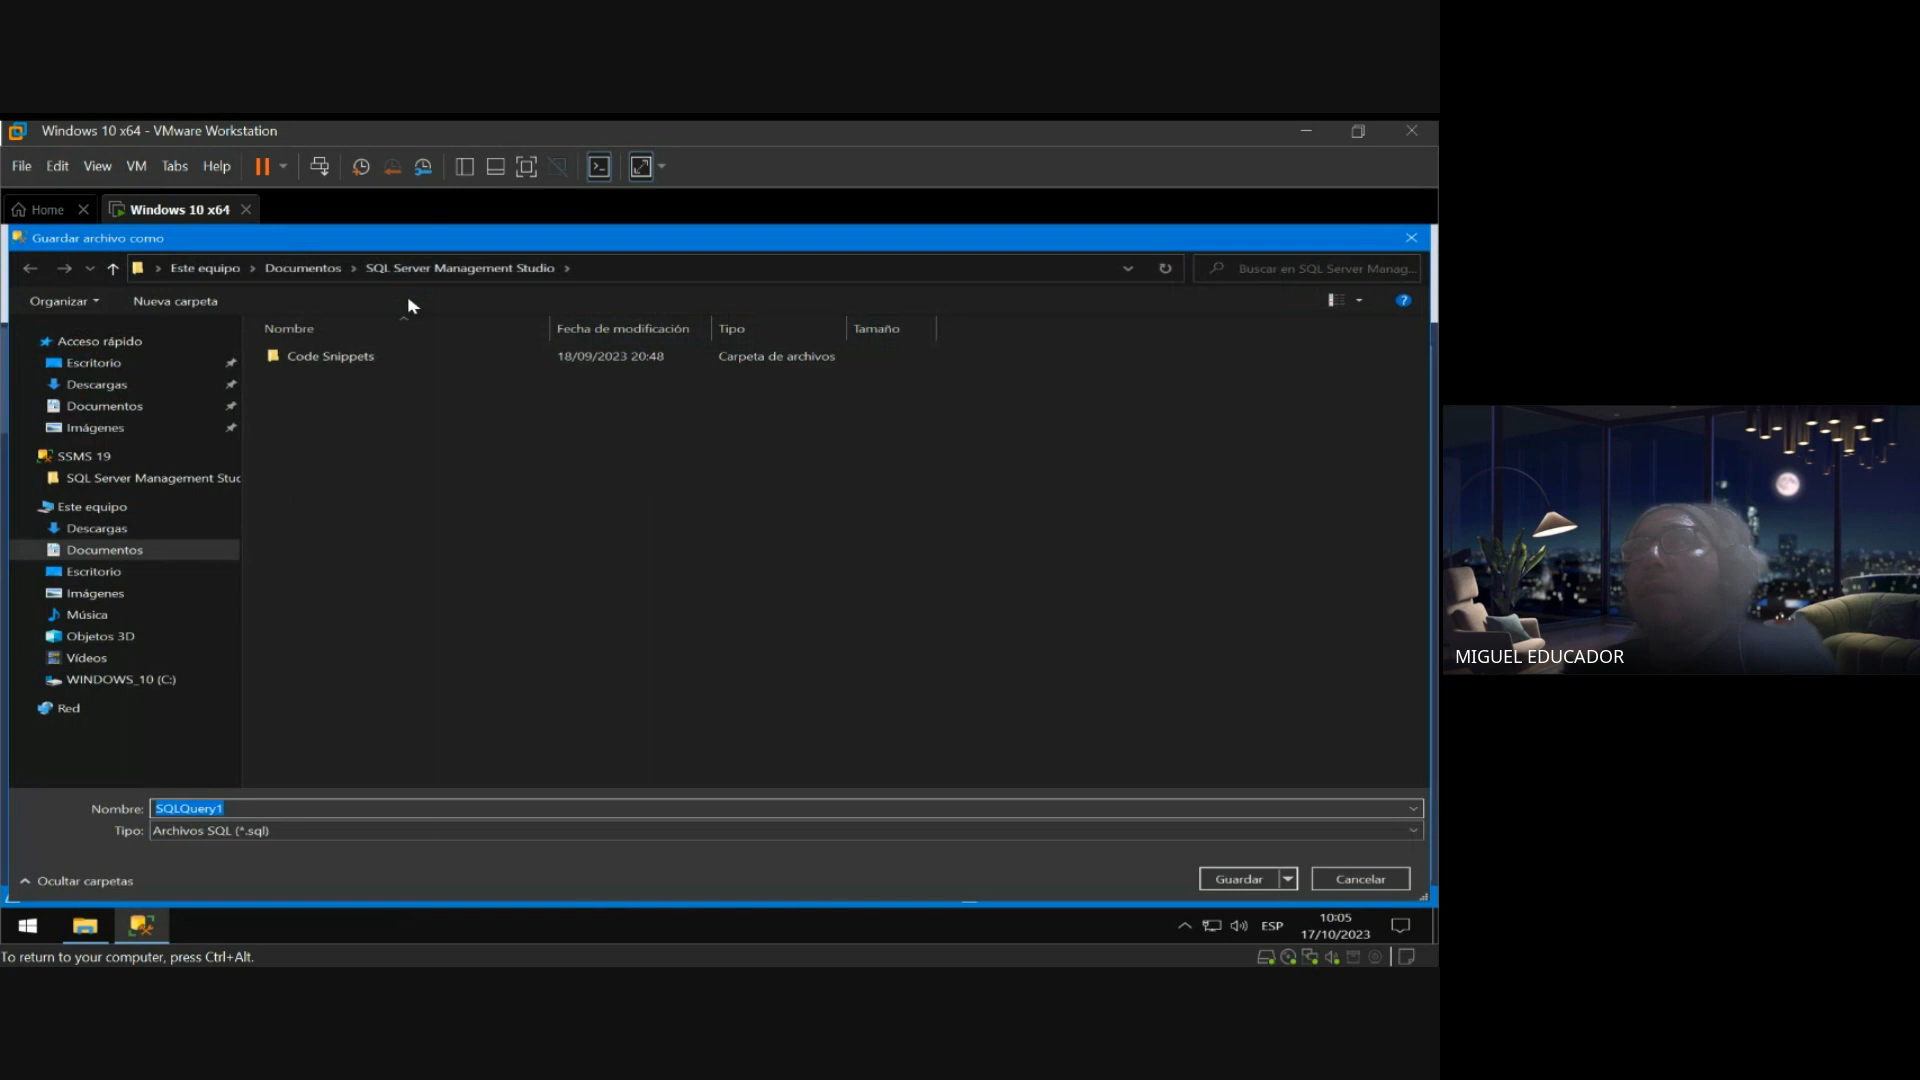 Windows 10 x64 - VMware Workstation
File Edit View VM Tabs Help
Home Windows 10 x64
Guardar archivo como
Este equipo > Documentos > SQL Server Management Studio >
Buscar en SQL Server Manag...
Organizar Nueva carpeta
Nombre Fecha de modificación Tipo Tamaño
Code Snippets 18/09/2023 20:48 Carpeta de archivos
Acceso rápido
Escritorio
Descargas
Documentos
Imágenes
SSMS 19
SQL Server Management Stud
Este equipo
Descargas
Documentos
Escritorio
Imágenes
Música
Objetos 3D
Vídeos
WINDOWS_10 (C:)
Red
Nombre: SQLQuery1
Tipo: Archivos SQL (*.sql)
Ocultar carpetas
Guardar Cancelar
ESP
10:05
17/10/2023
To return to your computer, press Ctrl+Alt.
MIGUEL EDUCADOR